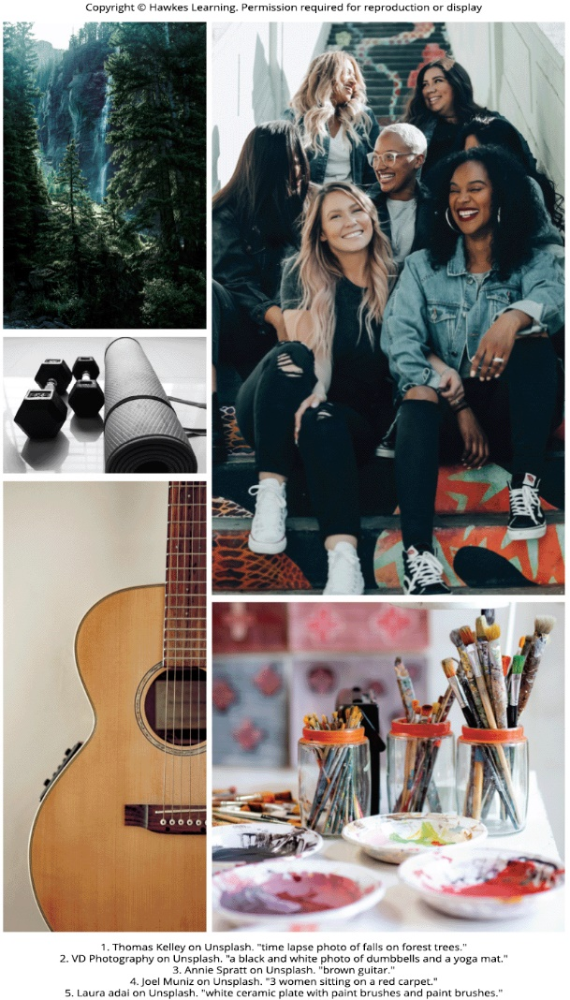 Copyright © Hawkes Learning. Permission required for reproduction or display
1. Thomas Kelley on Unsplash. "time lapse photo of falls on forest trees."
2. VD Photography on Unsplash. "a black and white photo of dumbbells and a yoga mat."
3. Annie Spratt on Unsplash. "brown guitar."
4. Joel Muniz on Unsplash. "3 women sitting on a red carpet."
5. Laura adai on Unsplash. "white ceramic plate with paint brushes and paint brushes."